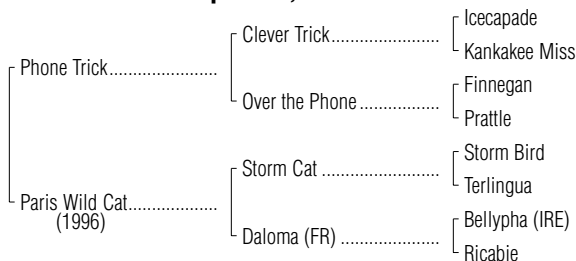 Icecapade
Clever Trick
Kankakee Miss
Phone Trick
Finnegan
Over the Phone
Prattle
Storm Bird
Storm Cat
Terlingua
Paris Wild Cat
(1996)
Bellypha (IRE)
Daloma (FR)
Ricabie